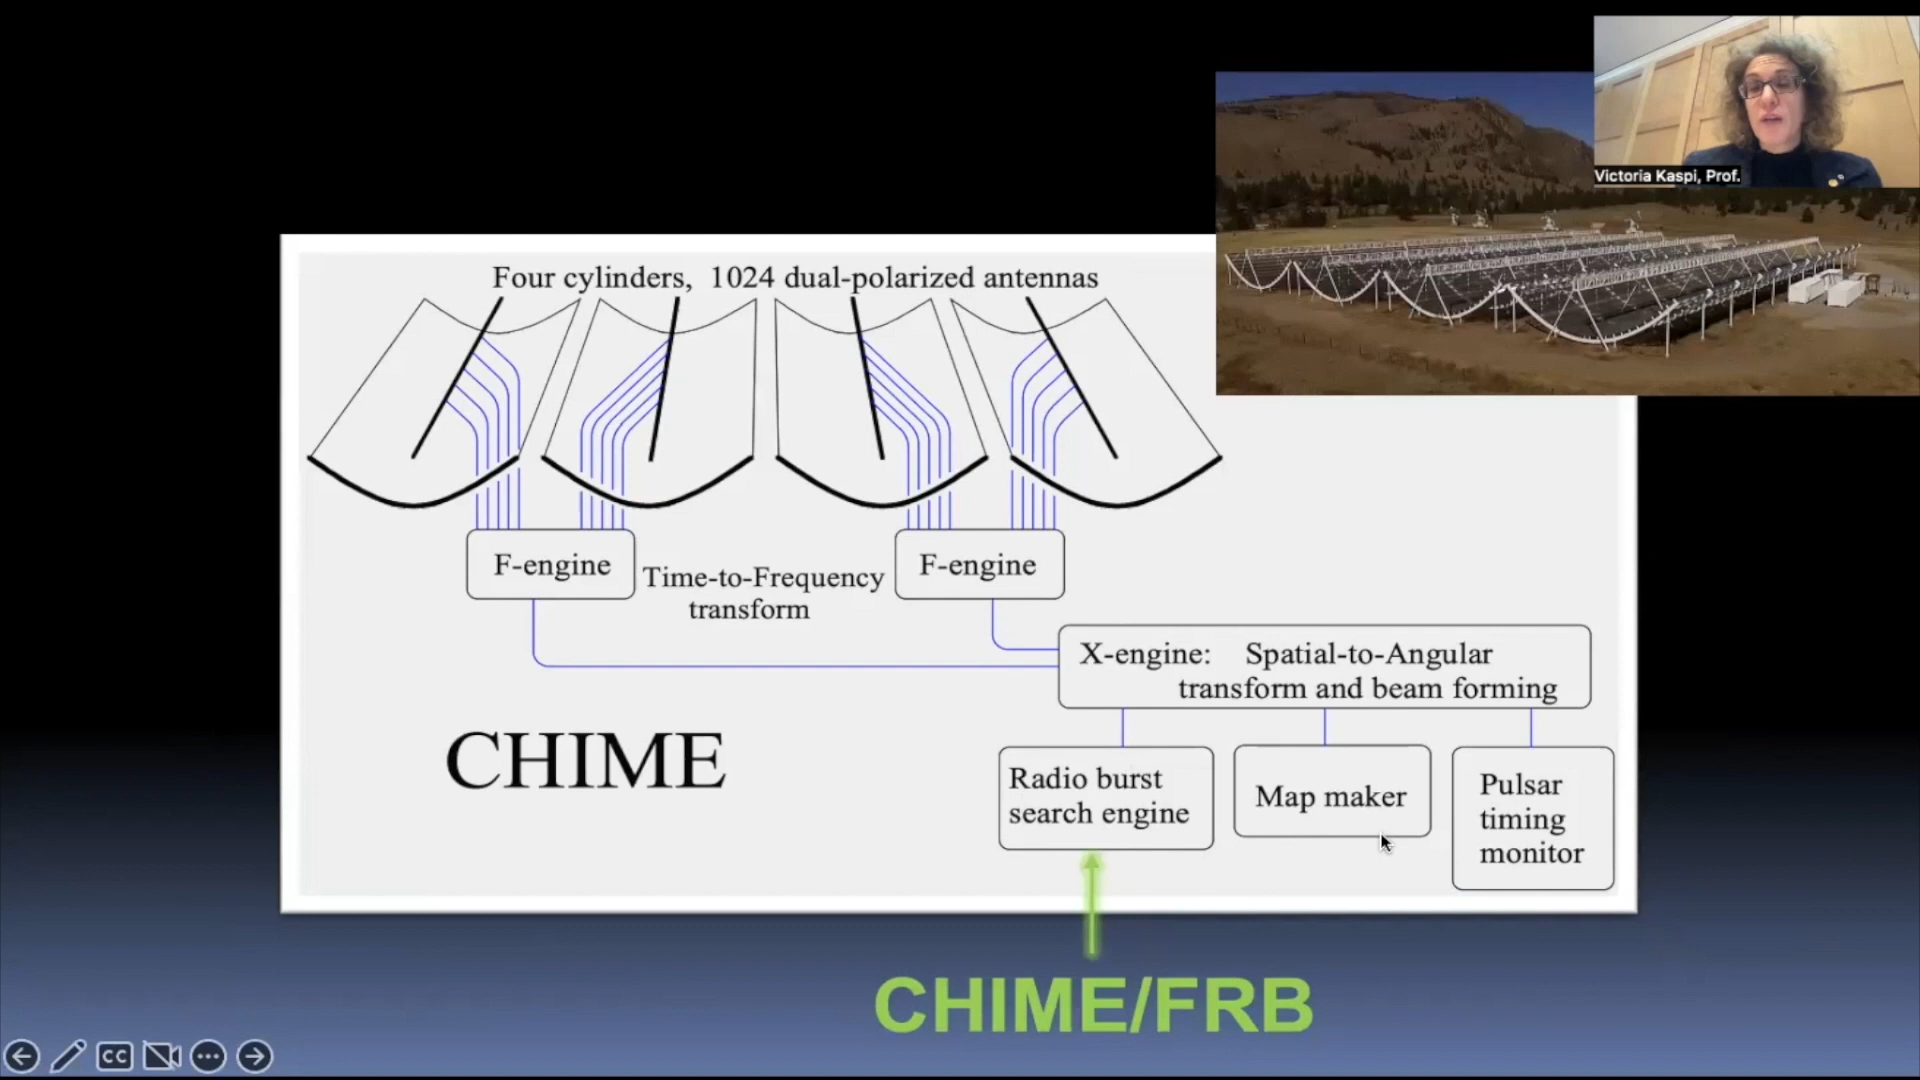 Victoria Kaspi, Prof.
Four cylinders, 1024 dual-polarized antennas
F-engine
Time-to-Frequency
transform
F-engine
X-engine: Spatial-to-Angular
transform and beam forming
CHIME
Radio burst
search engine
Map maker
Pulsar
timing
monitor
CHIME/FRB
CC